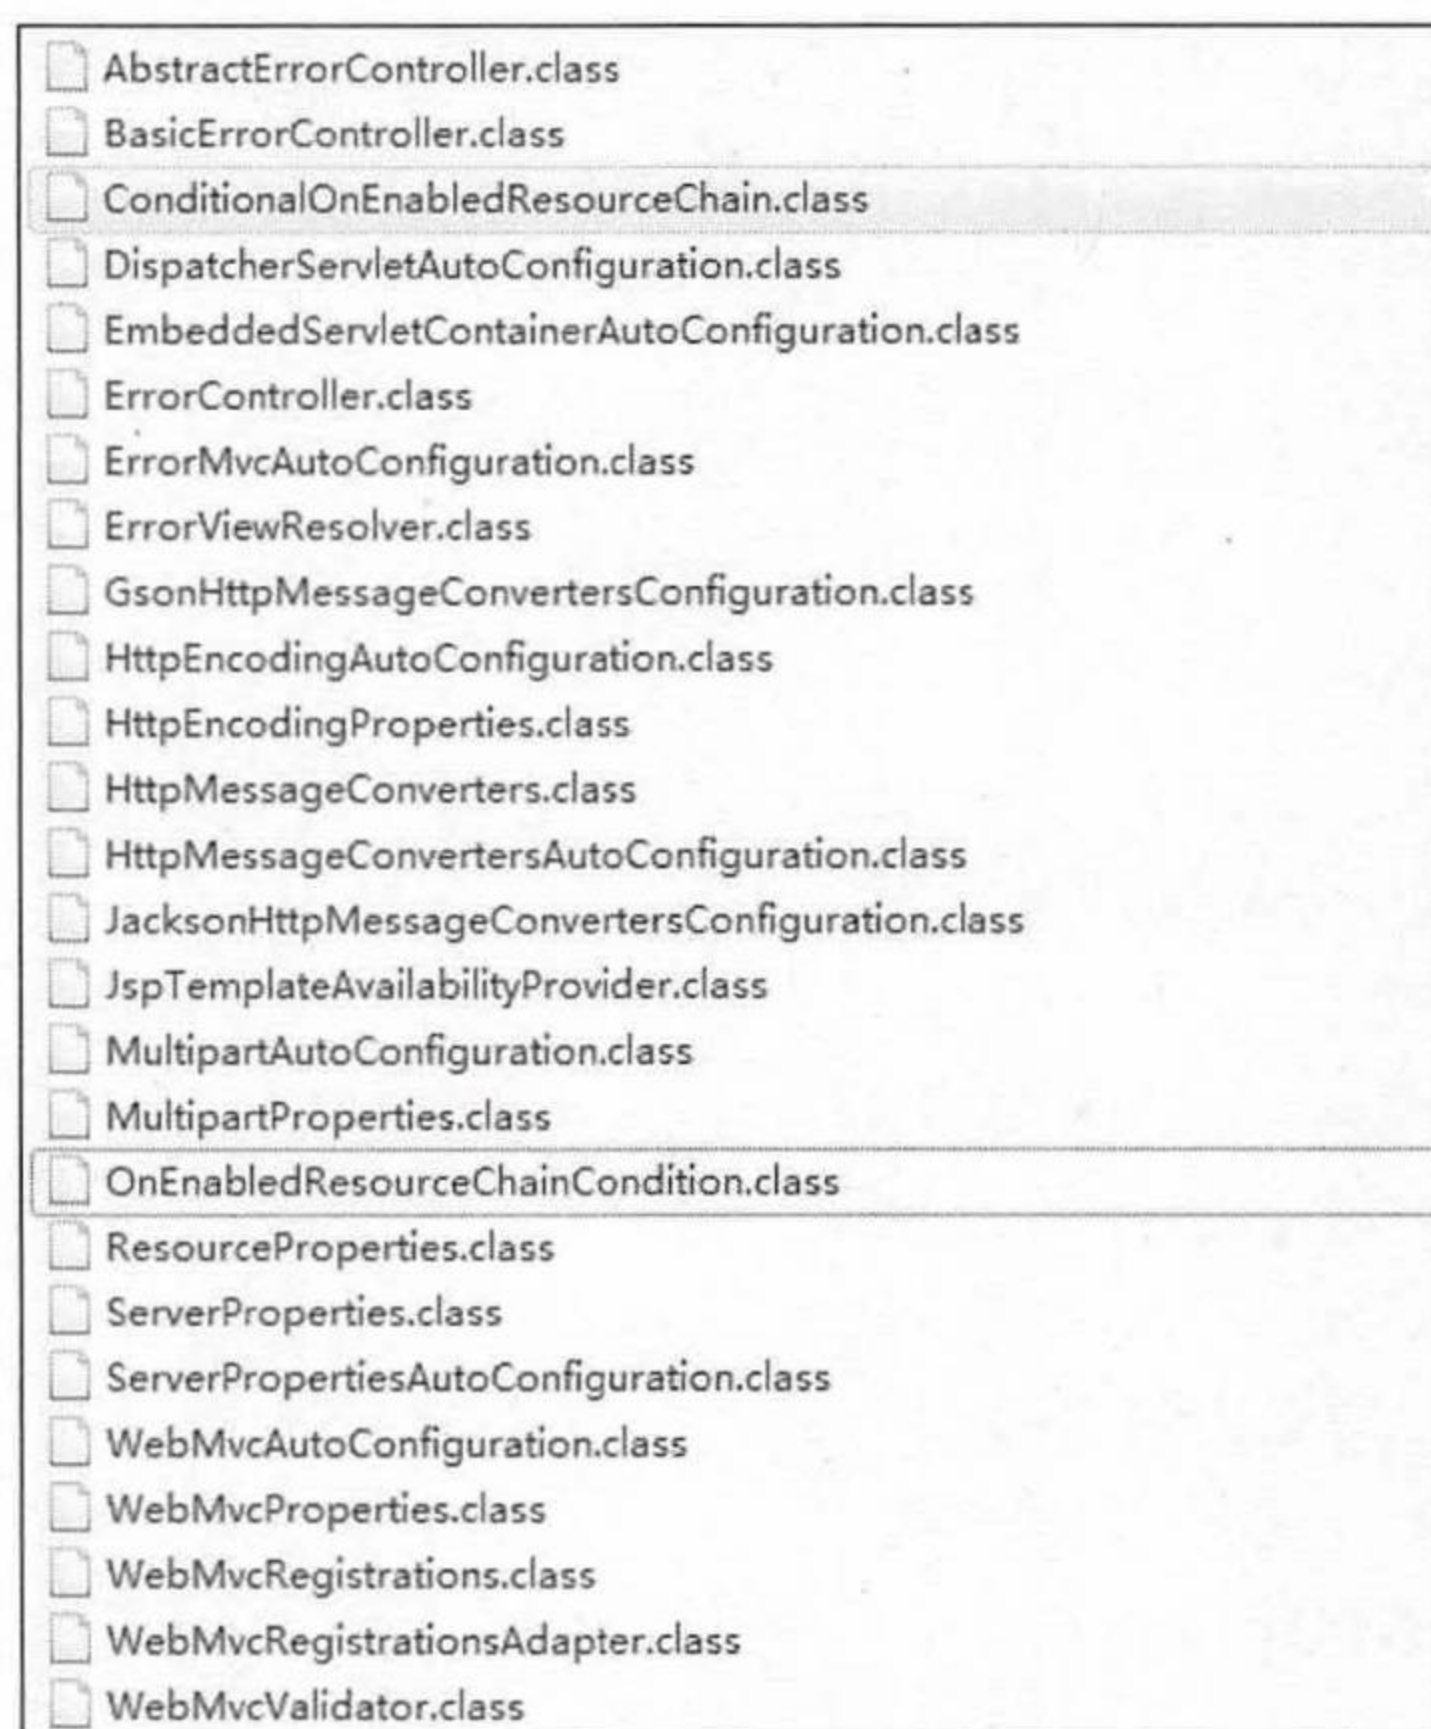 AbstractErrorController.class
BasicErrorController.class
ConditionalOnEnabledResourceChain.class
DispatcherServletAutoConfiguration.class
EmbeddedServletContainerAutoConfiguration.class
ErrorController.class
ErrorMvcAutoConfiguration.class
ErrorViewResolver.class
GsonHttpMessageConvertersConfiguration.class
HttpEncodingAutoConfiguration.class
HttpEncodingProperties.class
HttpMessageConverters.class
HttpMessageConvertersAutoConfiguration.class
JacksonHttpMessageConvertersConfiguration.class
JspTemplateAvailabilityProvider.class
MultipartAutoConfiguration.class
MultipartProperties.class
OnEnabledResourceChainCondition.class
ResourceProperties.class
ServerProperties.class
ServerPropertiesAutoConfiguration.class
WebMvcAutoConfiguration.class
WebMvcProperties.class
WebMvcRegistrations.class
WebMvcRegistrationsAdapter.class
WebMvcValidator.class